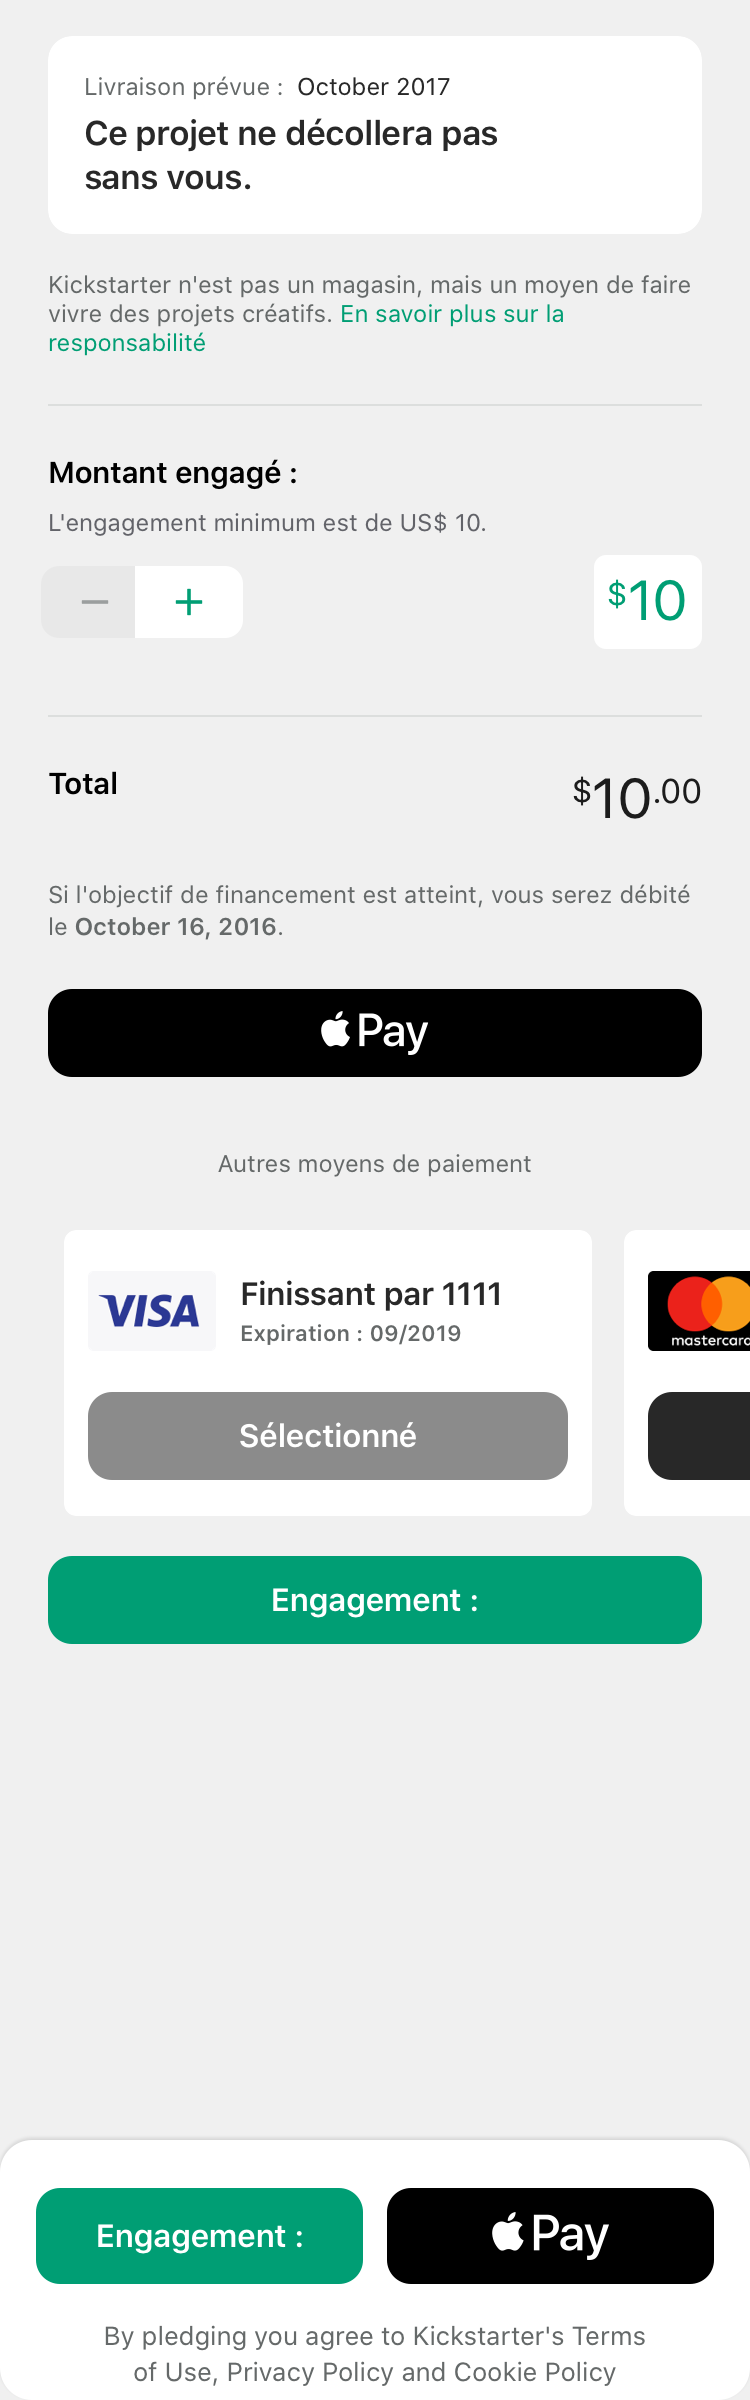 Livraison prévue : October 2017
Ce projet ne décollera pas
sans vous.
Kickstarter n'est pas un magasin, mais un moyen de faire
vivre des projets créatifs. En savoir plus sur la
responsabilité
Montant engagé :
L'engagement minimum est de US$ 10.
− + $10
Total $10.00
Si l'objectif de financement est atteint, vous serez débité
le October 16, 2016.
Pay
Autres moyens de paiement
VISA Finissant par 1111 mastercard
Expiration : 09/2019
Sélectionné
Engagement :
Engagement : Pay
By pledging you agree to Kickstarter's Terms
of Use, Privacy Policy and Cookie Policy